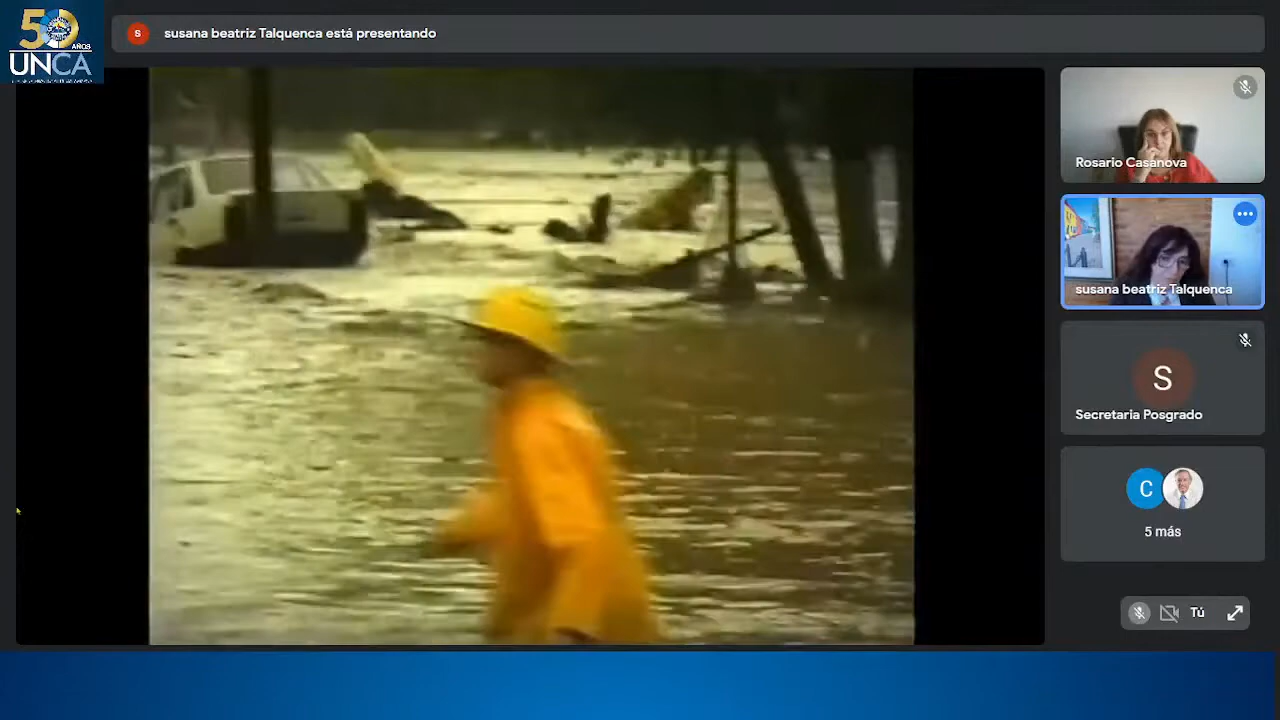 50
AÑOS
UNCA
S
susana beatriz Talquenca está presentando
Rosario Casanova
susana beatriz Talquenca
S
Secretaria Posgrado
C
5 más
Tú